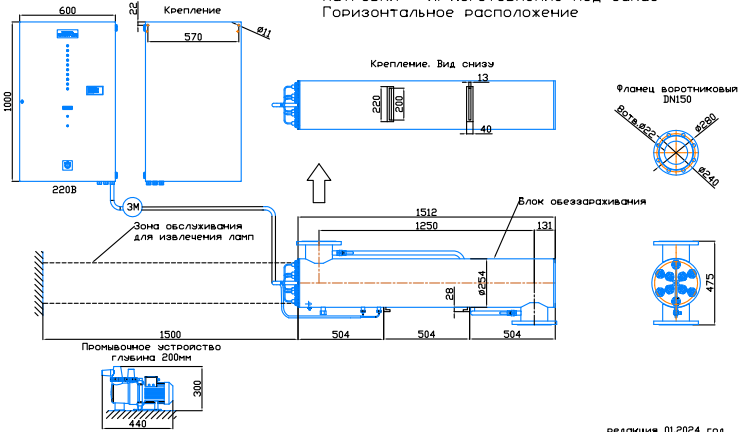 Горизонтальное расположение
600
22
Крепление
570
ø11
1000
220В
Крепление. Вид снизу
13
220
200
40
Фланец воротниковый
DN150
8отв.ø22
ø280
ø240
3М
Зона обслуживания
для извлечения ламп
Блок обеззараживания
1512
1250
131
ø254
28
475
1500
504
504
504
Промывочное устройство
глубина 200мм
300
440
редакция 01.2024 год